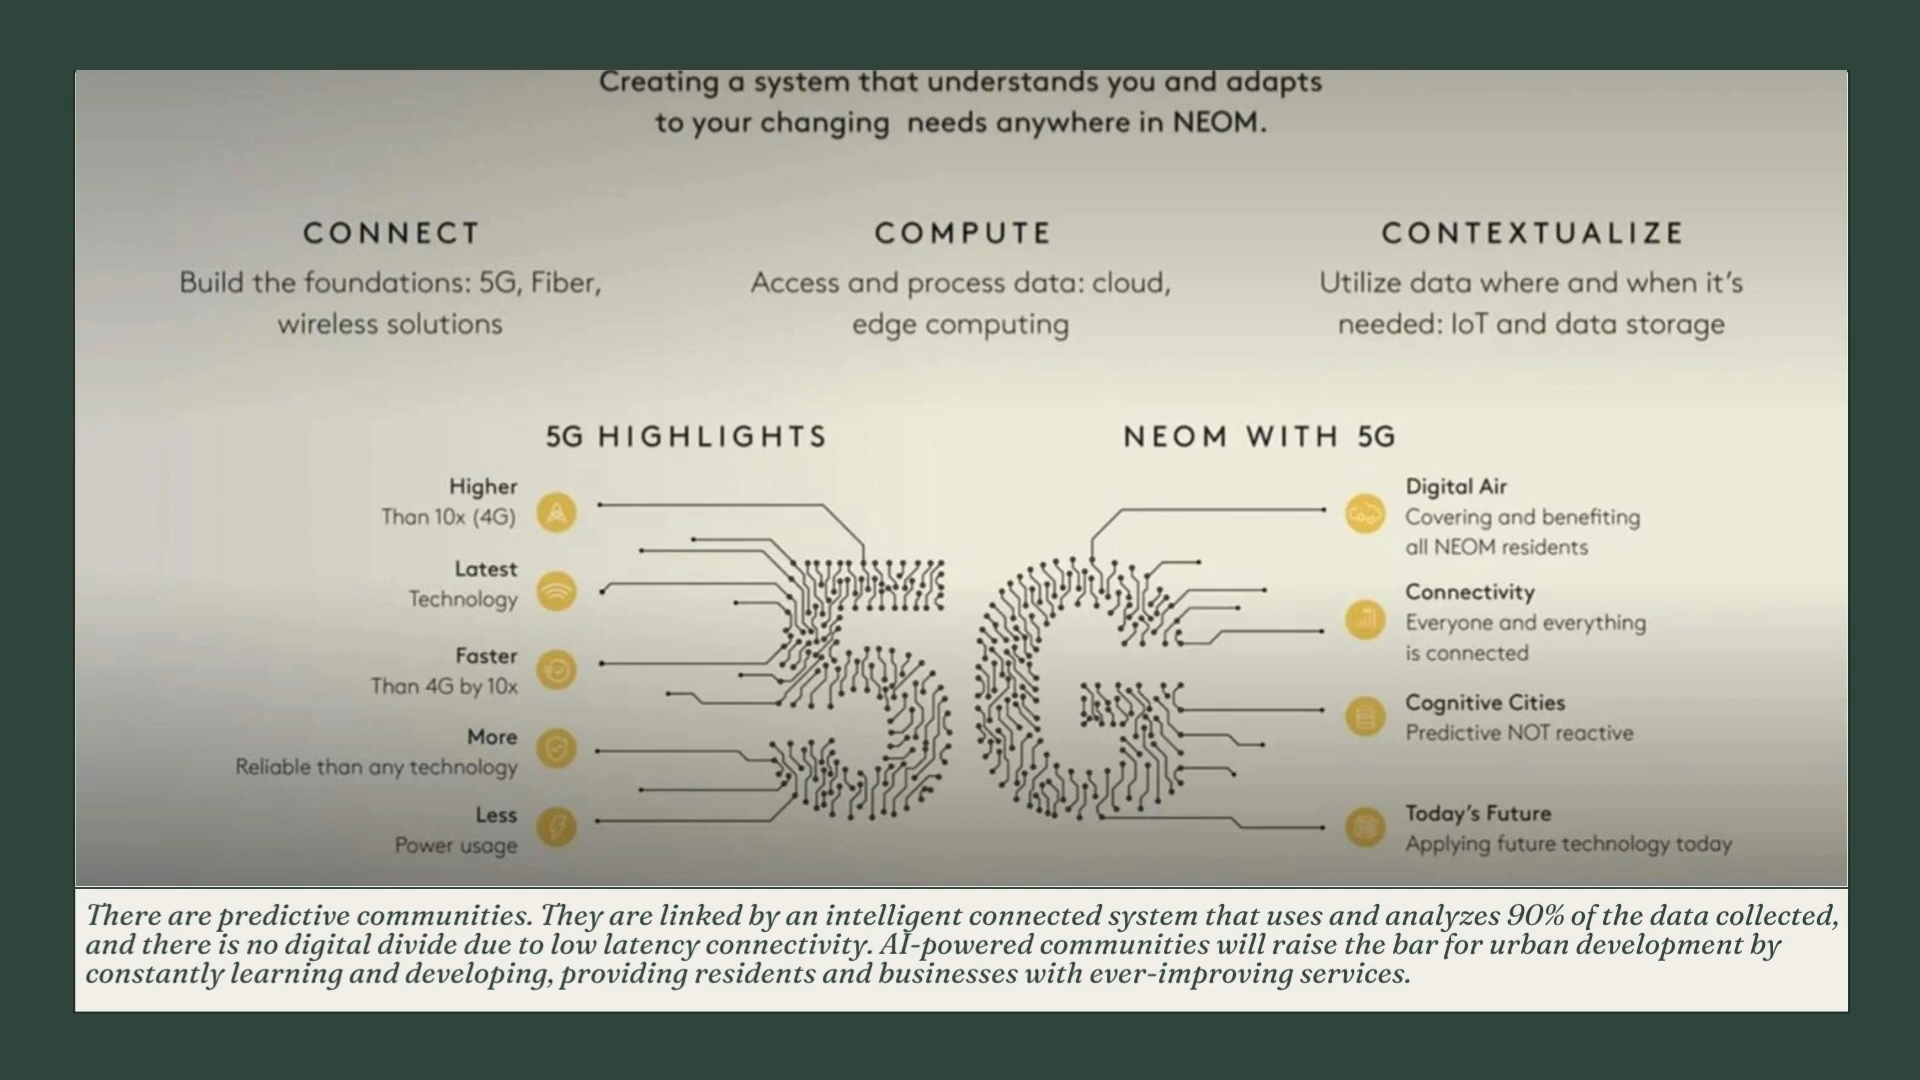 Creating a system that understands you and adapts
to your changing needs anywhere in NEOM.
CONNECT
Build the foundations: 5G, Fiber,
wireless solutions
COMPUTE
Access and process data: cloud,
edge computing
CONTEXTUALIZE
Utilize data where and when it's
needed: IoT and data storage
5G HIGHLIGHTS
Higher
Than 10x (4G)
Latest
Technology
Faster
Than 4G by 10x
More
Reliable than any technology
Less
Power usage
5G
NEOM WITH 5G
Digital Air
Covering and benefiting
all NEOM residents
Connectivity
Everyone and everything
is connected
Cognitive Cities
Predictive NOT reactive
Today's Future
Applying future technology today
There are predictive communities. They are linked by an intelligent connected system that uses and analyzes 90% of the data collected,
and there is no digital divide due to low latency connectivity. AI-powered communities will raise the bar for urban development by
constantly learning and developing, providing residents and businesses with ever-improving services.